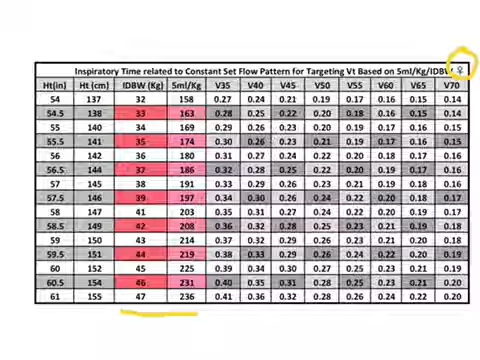 Inspiratory Time related to Constant Set Flow Pattern for Targeting Vt Based on 5ml/Kg/IDBW ♀
Ht(in) Ht (cm) IDBW (Kg) 5ml/Kg V35 V40 V45 V50 V55 V60 V65 V70
54 137 32 158 0.27 0.24 0.21 0.19 0.17 0.16 0.15 0.14
54.5 138 33 163 0.28 0.25 0.22 0.20 0.18 0.16 0.15 0.14
55 140 34 169 0.29 0.26 0.23 0.20 0.19 0.17 0.16 0.15
55.5 141 35 174 0.30 0.26 0.23 0.21 0.19 0.17 0.16 0.15
56 142 36 180 0.31 0.27 0.24 0.22 0.20 0.18 0.17 0.16
56.5 144 37 186 0.32 0.28 0.25 0.22 0.20 0.19 0.17 0.16
57 145 38 191 0.33 0.29 0.26 0.23 0.21 0.19 0.18 0.16
57.5 146 39 197 0.34 0.30 0.26 0.24 0.22 0.20 0.18 0.17
58 147 41 203 0.35 0.31 0.27 0.24 0.22 0.20 0.19 0.17
58.5 149 42 208 0.36 0.32 0.28 0.25 0.23 0.21 0.19 0.18
59 150 43 214 0.37 0.32 0.29 0.26 0.23 0.21 0.20 0.18
59.5 151 44 219 0.38 0.33 0.29 0.26 0.24 0.22 0.20 0.19
60 152 45 225 0.39 0.34 0.30 0.27 0.25 0.23 0.21 0.19
60.5 154 46 231 0.40 0.35 0.31 0.28 0.25 0.23 0.21 0.20
61 155 47 236 0.41 0.36 0.32 0.28 0.26 0.24 0.22 0.20